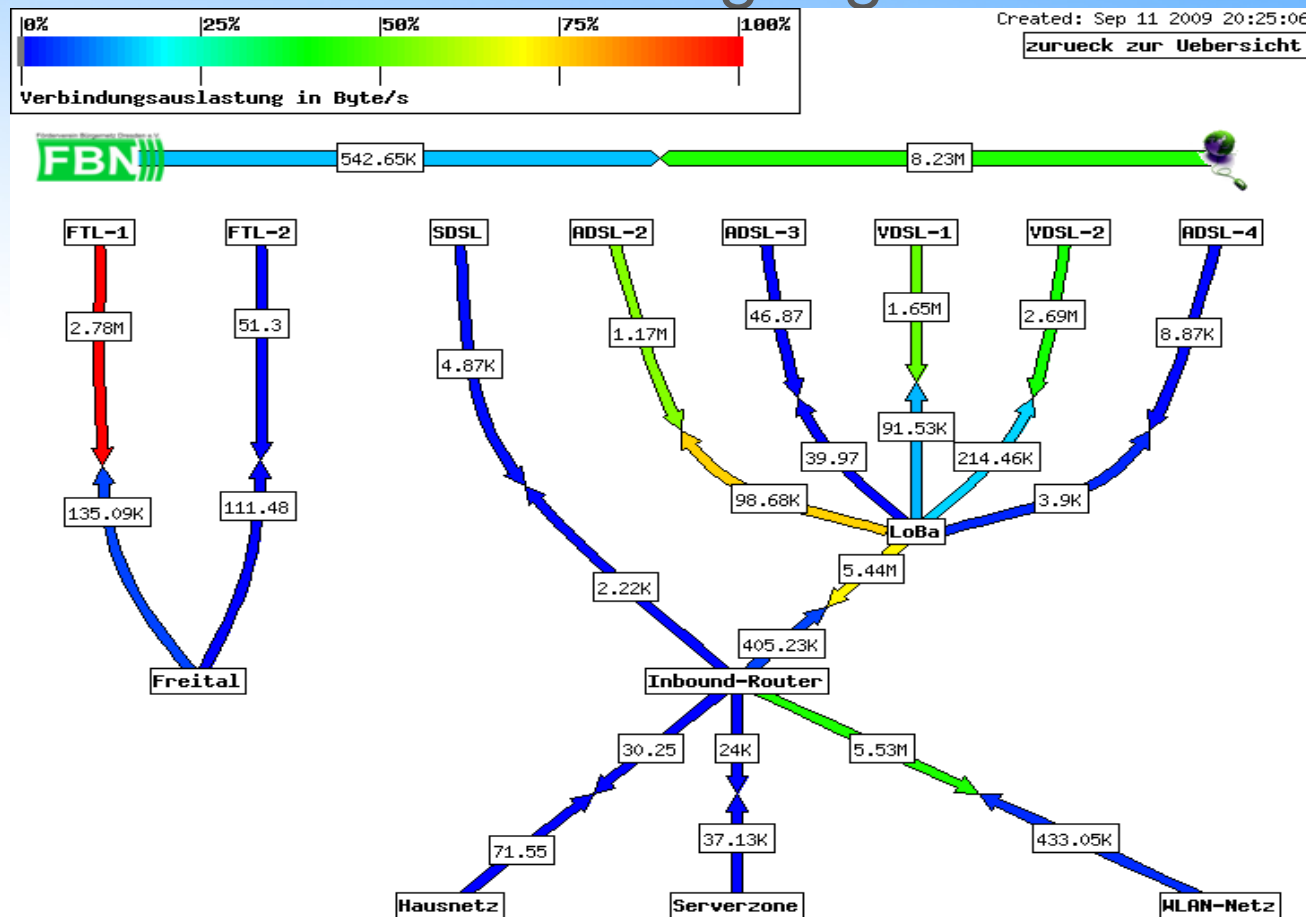 0% 25% 50% 75% 100%
Verbindungsauslastung in Byte/s
Created: Sep 11 2009 20:25:06
zurueck zur Uebersicht
Förderverein Bürgernetz Dresden e.V.
FBN
542.65K 8.23M
FTL-1 FTL-2 SDSL ADSL-2 ADSL-3 VDSL-1 VDSL-2 ADSL-4
2.78M 51.3 4.87K 1.17M 46.87 1.65M 2.69M 8.87K
135.09K 111.48 98.68K 39.97 91.53K 214.46K 3.9K
LoBa
5.44M
2.22K
405.23K
Freital Inbound-Router
30.25 24K 5.53M
71.55 37.13K 433.05K
Hausnetz Serverzone WLAN-Netz